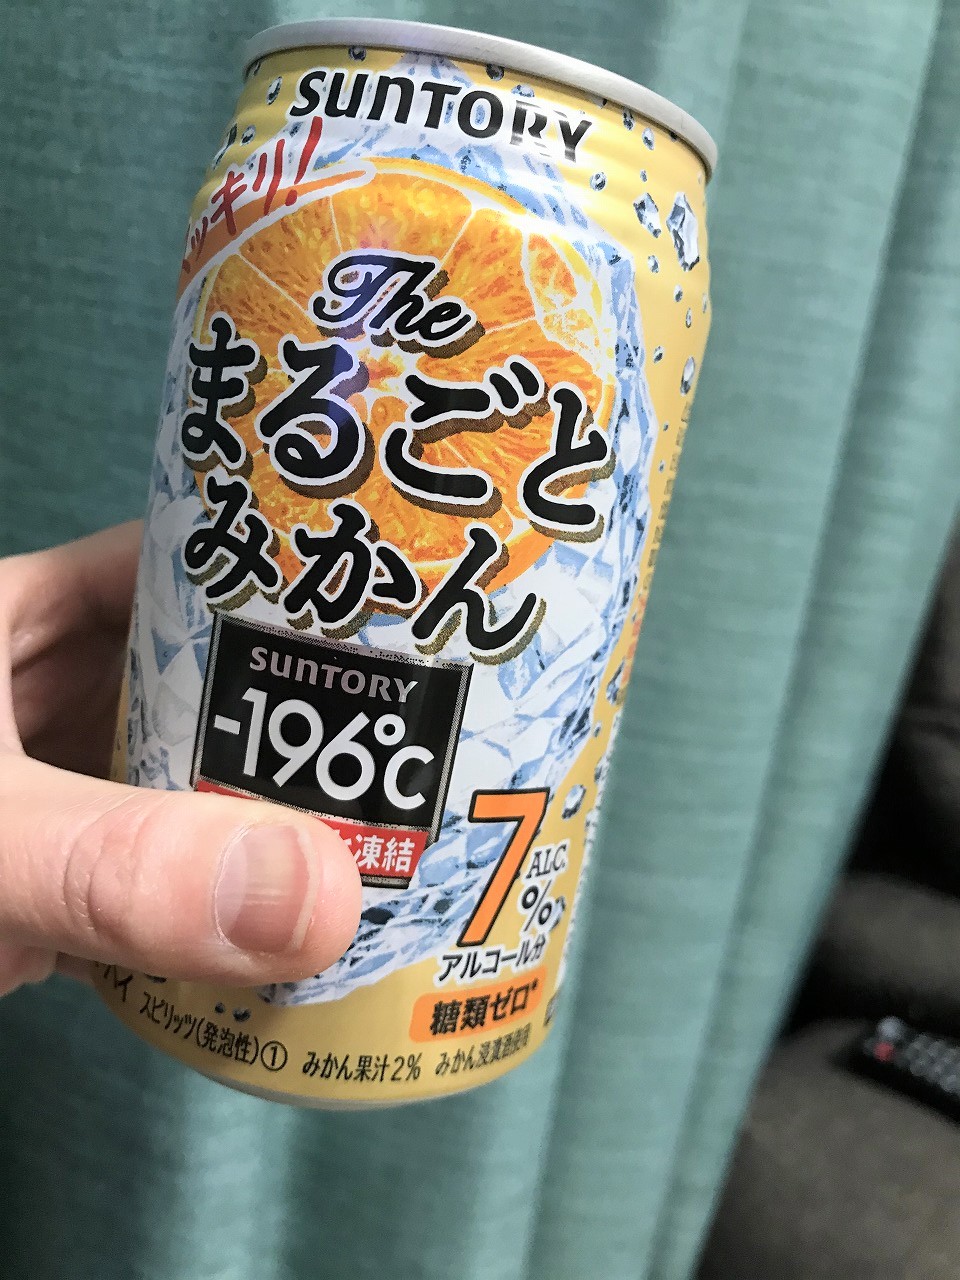 SUNTORY
ッキリ!
The
まるごと
みかん
SUNTORY
-196℃
凍結
7
ALC.
%
アルコール分
糖類ゼロ*
スピリッツ(発泡性)①
みかん果汁2% みかん浸漬酒使用